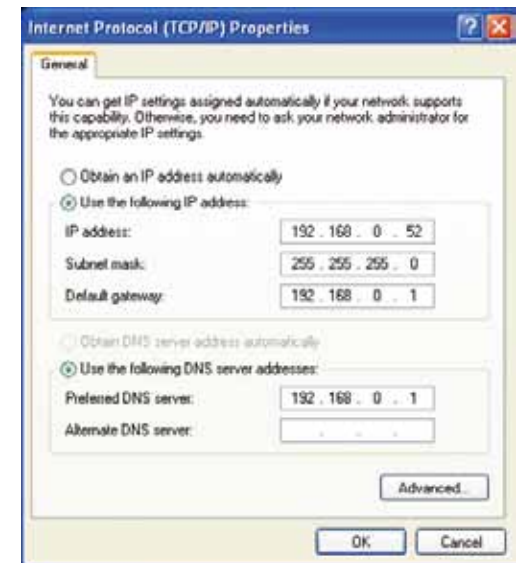 Internet Protocol (TCP/IP) Properties
General
You can get IP settings assigned automatically if your network supports
this capability. Otherwise, you need to ask your network administrator for
the appropriate IP settings.
Obtain an IP address automatically
Use the following IP address:
IP address: 192 . 168 . 0 . 52
Subnet mask: 255 . 255 . 255 . 0
Default gateway: 192 . 168 . 0 . 1
Obtain DNS server address automatically
Use the following DNS server addresses:
Preferred DNS server: 192 . 168 . 0 . 1
Alternate DNS server: . . .
Advanced...
OK Cancel